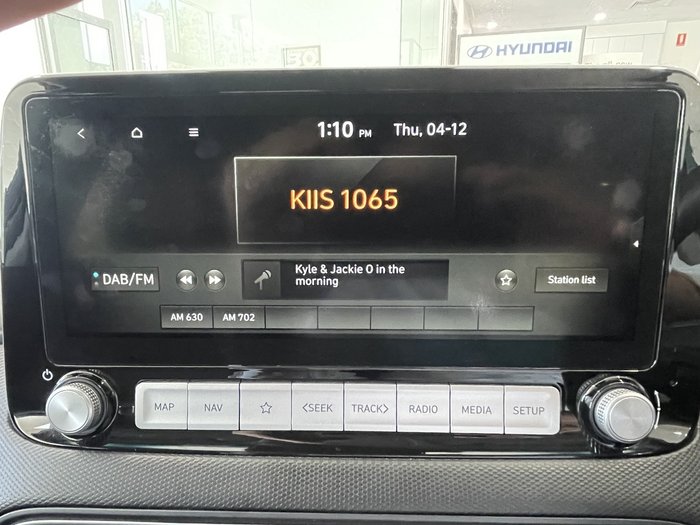 HYUNDAI
1:10 PM Thu, 04-12
KIIS 1065
DAB/FM
Kyle & Jackie O in the
morning
Station list
AM 630 AM 702
MAP NAV <SEEK TRACK> RADIO MEDIA SETUP